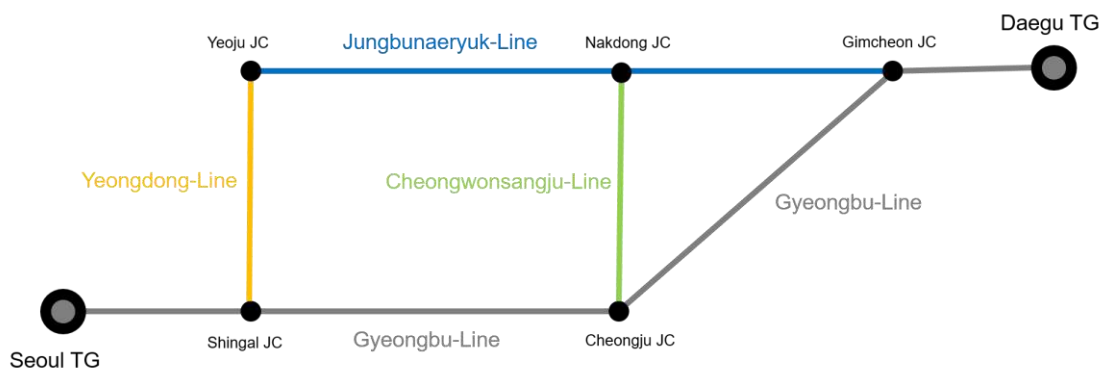 Daegu TG
Yeoju JC
Jungbunaeryuk-Line
Nakdong JC
Gimcheon JC
Yeongdong-Line
Cheongwonsangju-Line
Gyeongbu-Line
Seoul TG
Shingal JC
Gyeongbu-Line
Cheongju JC